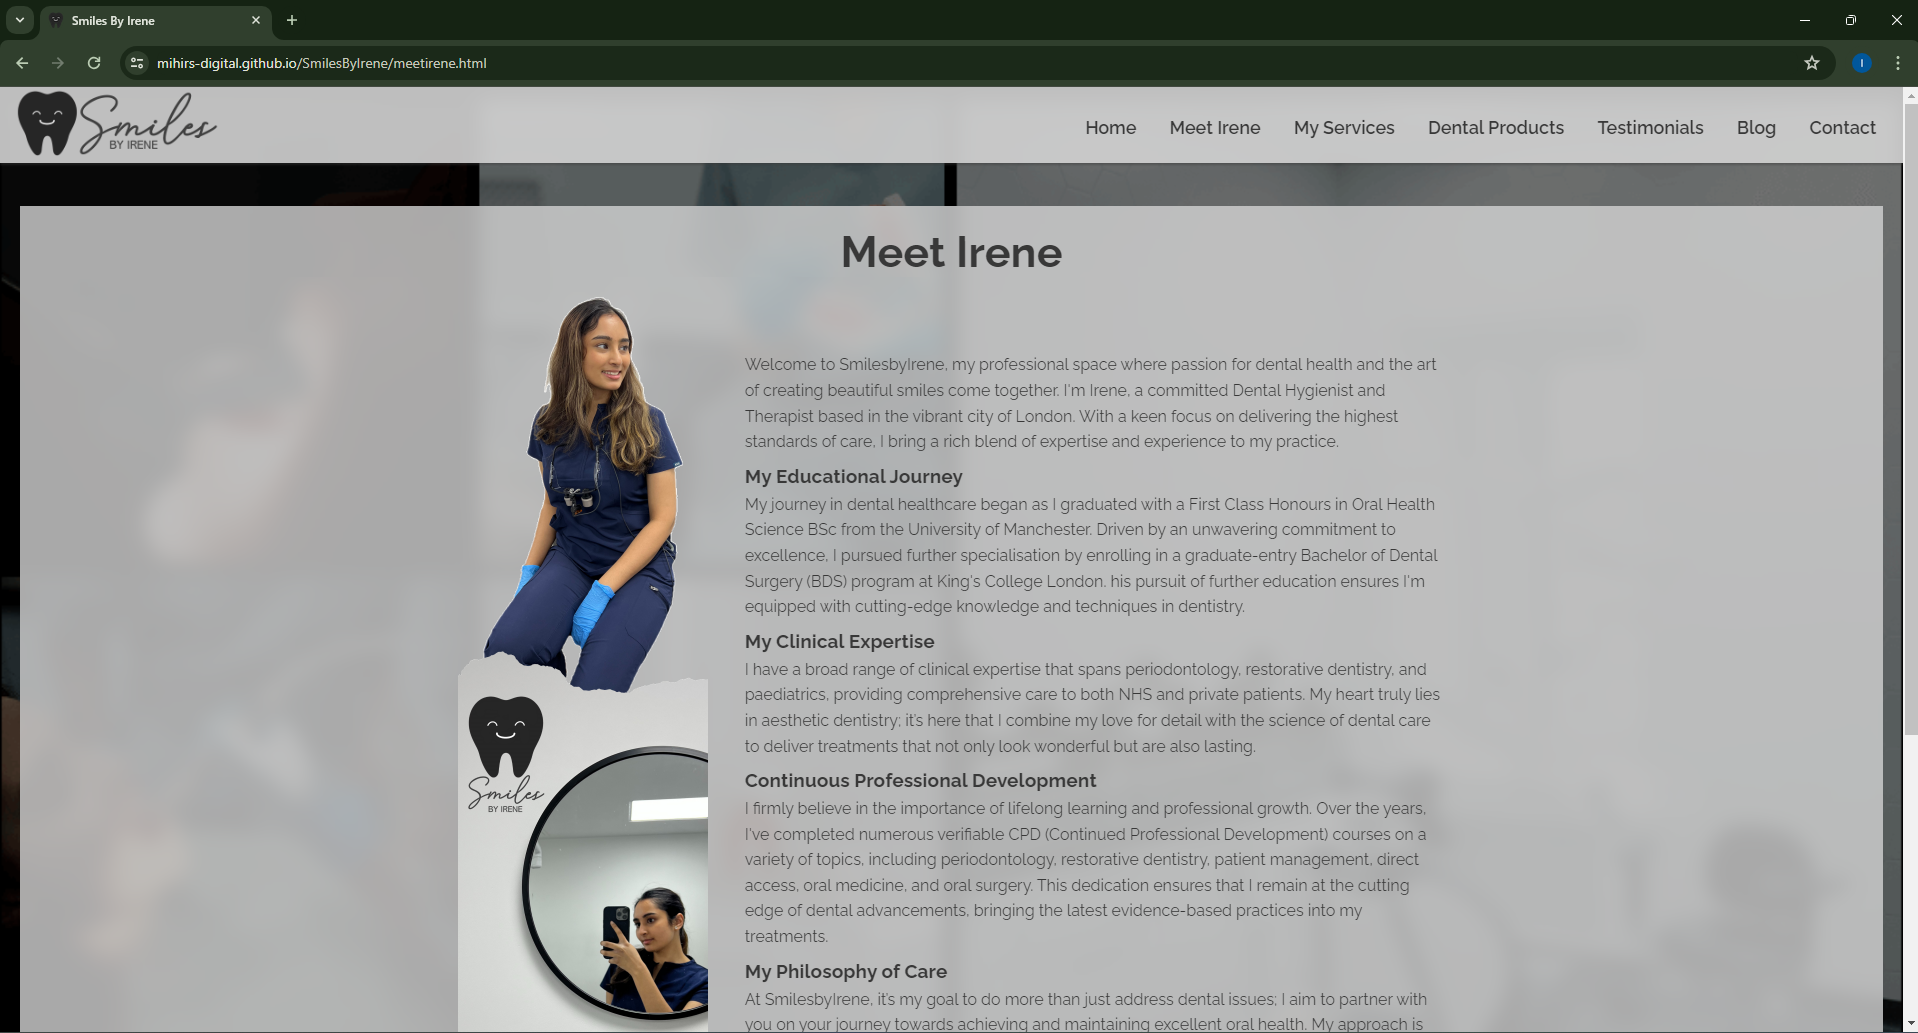 Smiles By Irene
mihirs-digital.github.io/SmilesByIrene/meetirene.html
I
Smiles
BY IRENE
Home
Meet Irene
My Services
Dental Products
Testimonials
Blog
Contact
Meet Irene
Welcome to SmilesbyIrene, my professional space where passion for dental health and the art
of creating beautiful smiles come together. I'm Irene, a committed Dental Hygienist and
Therapist based in the vibrant city of London. With a keen focus on delivering the highest
standards of care, I bring a rich blend of expertise and experience to my practice.
My Educational Journey
My journey in dental healthcare began as I graduated with a First Class Honours in Oral Health
Science BSc from the University of Manchester. Driven by an unwavering commitment to
excellence, I pursued further specialisation by enrolling in a graduate-entry Bachelor of Dental
Surgery (BDS) program at King's College London. his pursuit of further education ensures I'm
equipped with cutting-edge knowledge and techniques in dentistry.
My Clinical Expertise
I have a broad range of clinical expertise that spans periodontology, restorative dentistry, and
paediatrics, providing comprehensive care to both NHS and private patients. My heart truly lies
in aesthetic dentistry; it's here that I combine my love for detail with the science of dental care
to deliver treatments that not only look wonderful but are also lasting.
Continuous Professional Development
I firmly believe in the importance of lifelong learning and professional growth. Over the years,
I've completed numerous verifiable CPD (Continued Professional Development) courses on a
variety of topics, including periodontology, restorative dentistry, patient management, direct
access, oral medicine, and oral surgery. This dedication ensures that I remain at the cutting
edge of dental advancements, bringing the latest evidence-based practices into my
treatments.
My Philosophy of Care
At SmilesbyIrene, it's my goal to do more than just address dental issues; I aim to partner with
you on your journey towards achieving and maintaining excellent oral health. My approach is
Smiles
BY IRENE